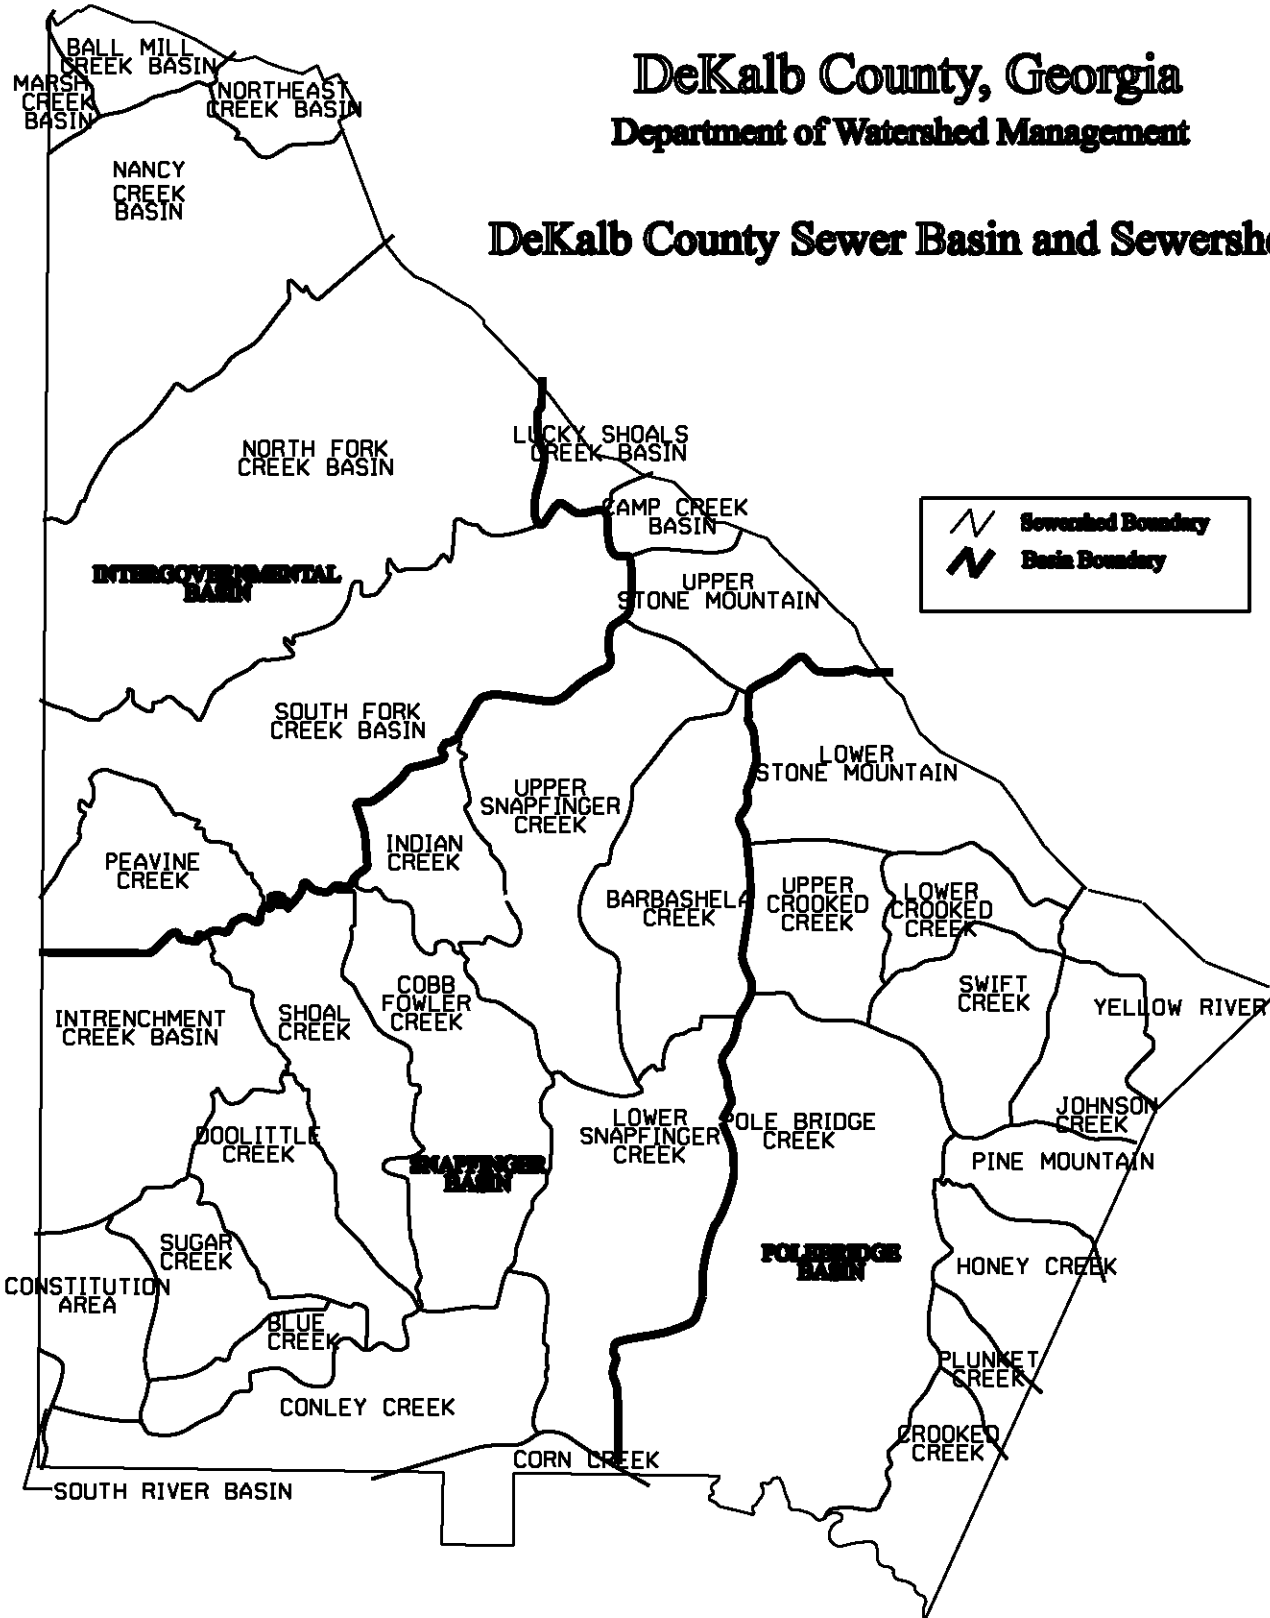 DeKalb County, Georgia
Department of Watershed Management
DeKalb County Sewer Basin and Sewershe
BALL MILL
CREEK BASIN
MARSH
CREEK
BASIN
NORTHEAST
CREEK BASIN
NANCY
CREEK
BASIN
NORTH FORK
CREEK BASIN
LUCKY SHOALS
CREEK BASIN
CAMP CREEK
BASIN
Sewershed Boundary
Basin Boundary
INTERGOVERNMENTAL
BASIN
UPPER
STONE MOUNTAIN
SOUTH FORK
CREEK BASIN
LOWER
STONE MOUNTAIN
UPPER
SNAPFINGER
CREEK
INDIAN
CREEK
PEAVINE
CREEK
BARBASHELA
CREEK
UPPER
CROOKED
CREEK
LOWER
CROOKED
CREEK
COBB
FOWLER
CREEK
SWIFT
CREEK
YELLOW RIVER
INTRENCHMENT
CREEK BASIN
SHOAL
CREEK
DOOLITTLE
CREEK
LOWER
SNAPFINGER
CREEK
POLE BRIDGE
CREEK
JOHNSON
CREEK
SNAPFINGER
BASIN
PINE MOUNTAIN
SUGAR
CREEK
POLEBRIDGE
BASIN
HONEY CREEK
CONSTITUTION
AREA
BLUE
CREEK
PLUNKET
CREEK
CONLEY CREEK
CROOKED
CREEK
CORN CREEK
SOUTH RIVER BASIN